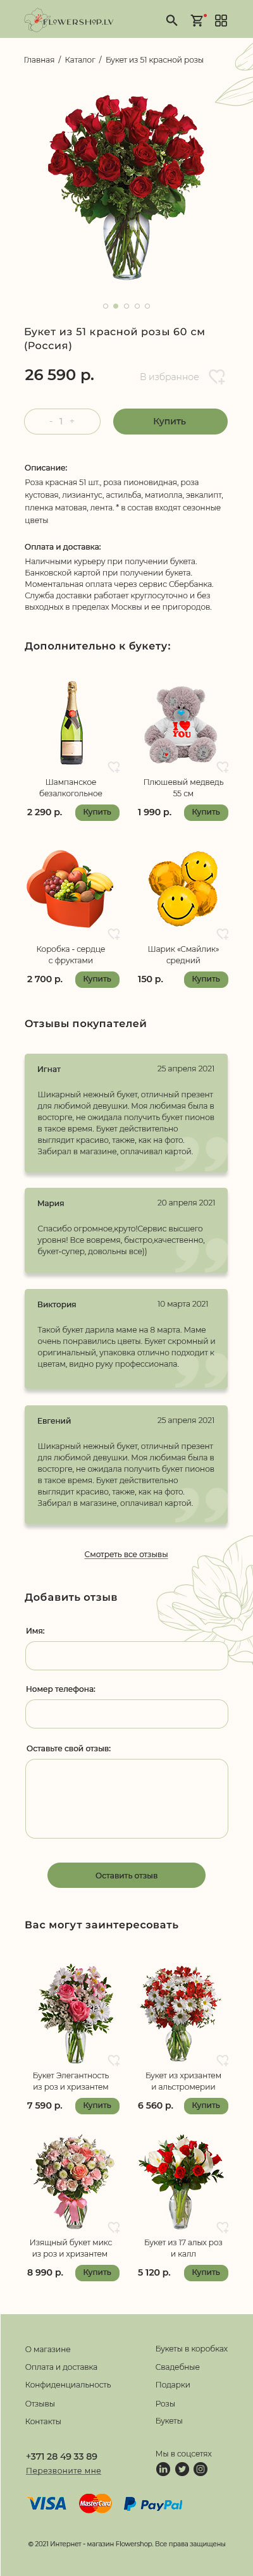 FLOWERSHOP.LV
Главная / Каталог / Букет из 51 красной розы
Букет из 51 красной розы 60 см
(Россия)
26 590 р.
В избранное
- 1 +
Купить
Описание:
Роза красная 51 шт., роза пионовидная, роза
кустовая, лизиантус, астильба, матиолла, эвкалипт,
пленка матовая, лента. * в состав входят сезонные
цветы
Оплата и доставка:
Наличными курьеру при получении букета.
Банковской картой при получении букета.
Моментальная оплата через сервис Сбербанка.
Служба доставки работает круглосуточно и без
выходных в пределах Москвы и ее пригородов.
Дополнительно к букету:
I
YOU
Шампанское
безалкогольное
2 290 р.
Купить
Плюшевый медведь
55 см
1 990 р.
Купить
Коробка - сердце
с фруктами
2 700 р.
Купить
Шарик «Смайлик»
средний
150 р.
Купить
Отзывы покупателей
Игнат
25 апреля 2021
Шикарный нежный букет, отличный презент
для любимой девушки. Моя любимая была в
восторге, не ожидала получить букет пионов
в такое время. Букет действительно
выглядит красиво, также, как на фото.
Забирал в магазине, оплачивал картой.
Мария
20 апреля 2021
Спасибо огромное,круто!Сервис высшего
уровня! Все вовремя, быстро,качественно,
букет-супер, довольны все))
Виктория
10 марта 2021
Такой букет дарила маме на 8 марта. Маме
очень понравились цветы. Букет скромный и
оригинальный, упаковка отлично подходит к
цветам, видно руку профессионала.
Евгений
25 апреля 2021
Шикарный нежный букет, отличный презент
для любимой девушки. Моя любимая была в
восторге, не ожидала получить букет пионов
в такое время. Букет действительно
выглядит красиво, также, как на фото.
Забирал в магазине, оплачивал картой.
Смотреть все отзывы
Добавить отзыв
Имя:
Номер телефона:
Оставьте свой отзыв:
Оставить отзыв
Вас могут заинтересовать
Букет Элегантность
из роз и хризантем
7 590 р.
Купить
Букет из хризантем
и альстромерии
6 560 р.
Купить
Изящный букет микс
из роз и хризантем
8 990 р.
Купить
Букет из 17 алых роз
и калл
5 120 р.
Купить
О магазине
Оплата и доставка
Конфиденциальность
Отзывы
Контакты
Букеты в коробках
Свадебные
Подарки
Розы
Букеты
+371 28 49 33 89
Перезвоните мне
Мы в соцсетях
VISA MasterCard PayPal
© 2021 Интернет - магазин Flowershop. Все права защищены